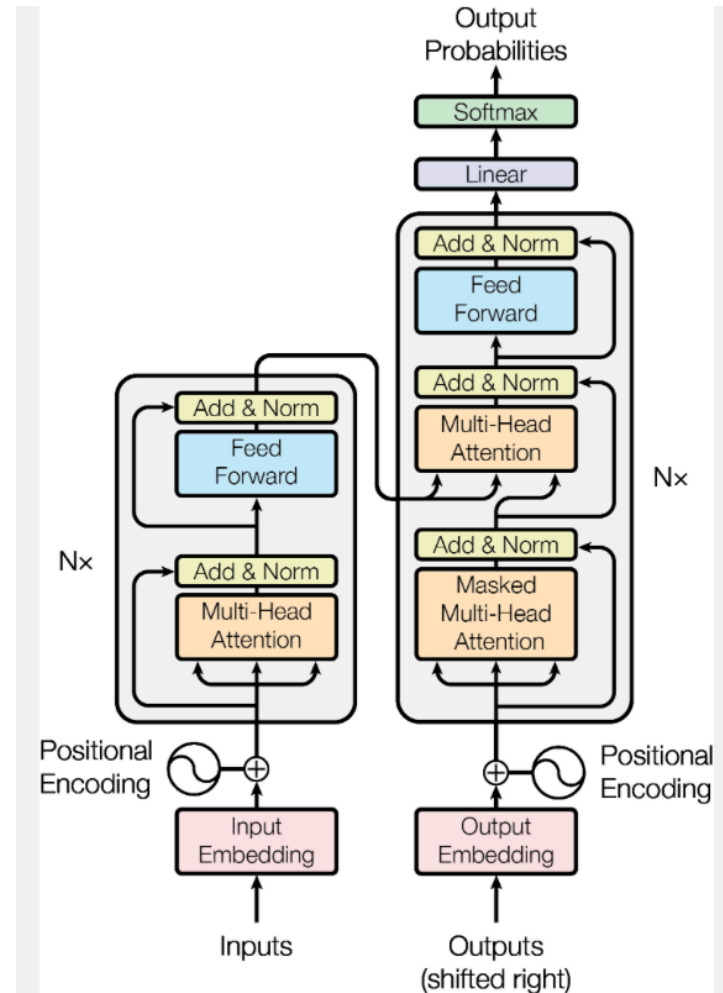 Output
Probabilities
Softmax
Linear
Add & Norm
Feed
Forward
Add & Norm
Multi-Head
Attention
Add & Norm
Masked
Multi-Head
Attention
Nx
Add & Norm
Feed
Forward
Add & Norm
Multi-Head
Attention
Nx
Positional
Encoding
Positional
Encoding
Input
Embedding
Output
Embedding
Inputs
Outputs
(shifted right)